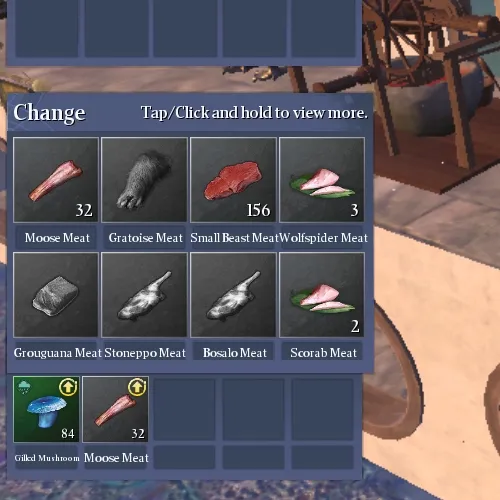 Change
Tap/Click and hold to view more.
32
156
3
Moose Meat
Gratoise Meat
Small Beast Meat
Wolfspider Meat
2
Grouguana Meat
Stoneppo Meat
Bosalo Meat
Scorab Meat
84
32
Gilled Mushroom
Moose Meat